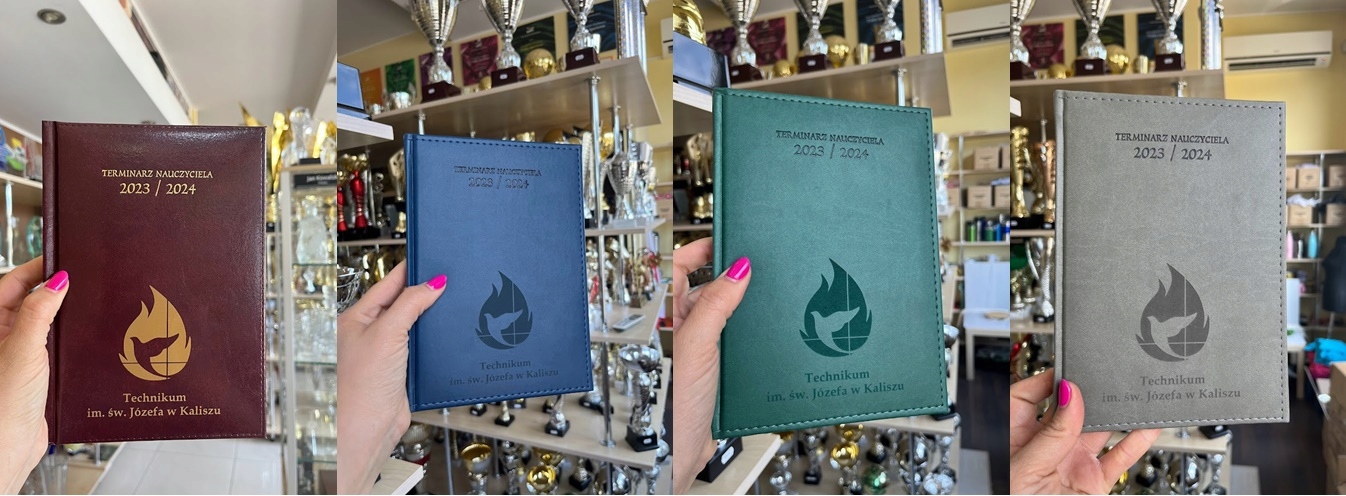 TERMINARZ NAUCZYCIELA
2023 / 2024
Technikum
im. św. Józefa w Kaliszu
TERMINARZ NAUCZYCIELA
2023 / 2024
Technikum
im. św. Józefa w Kaliszu
TERMINARZ NAUCZYCIELA
2023 / 2024
Technikum
im. św. Józefa w Kaliszu
TERMINARZ NAUCZYCIELA
2023 / 2024
Technikum
im. św. Józefa w Kaliszu